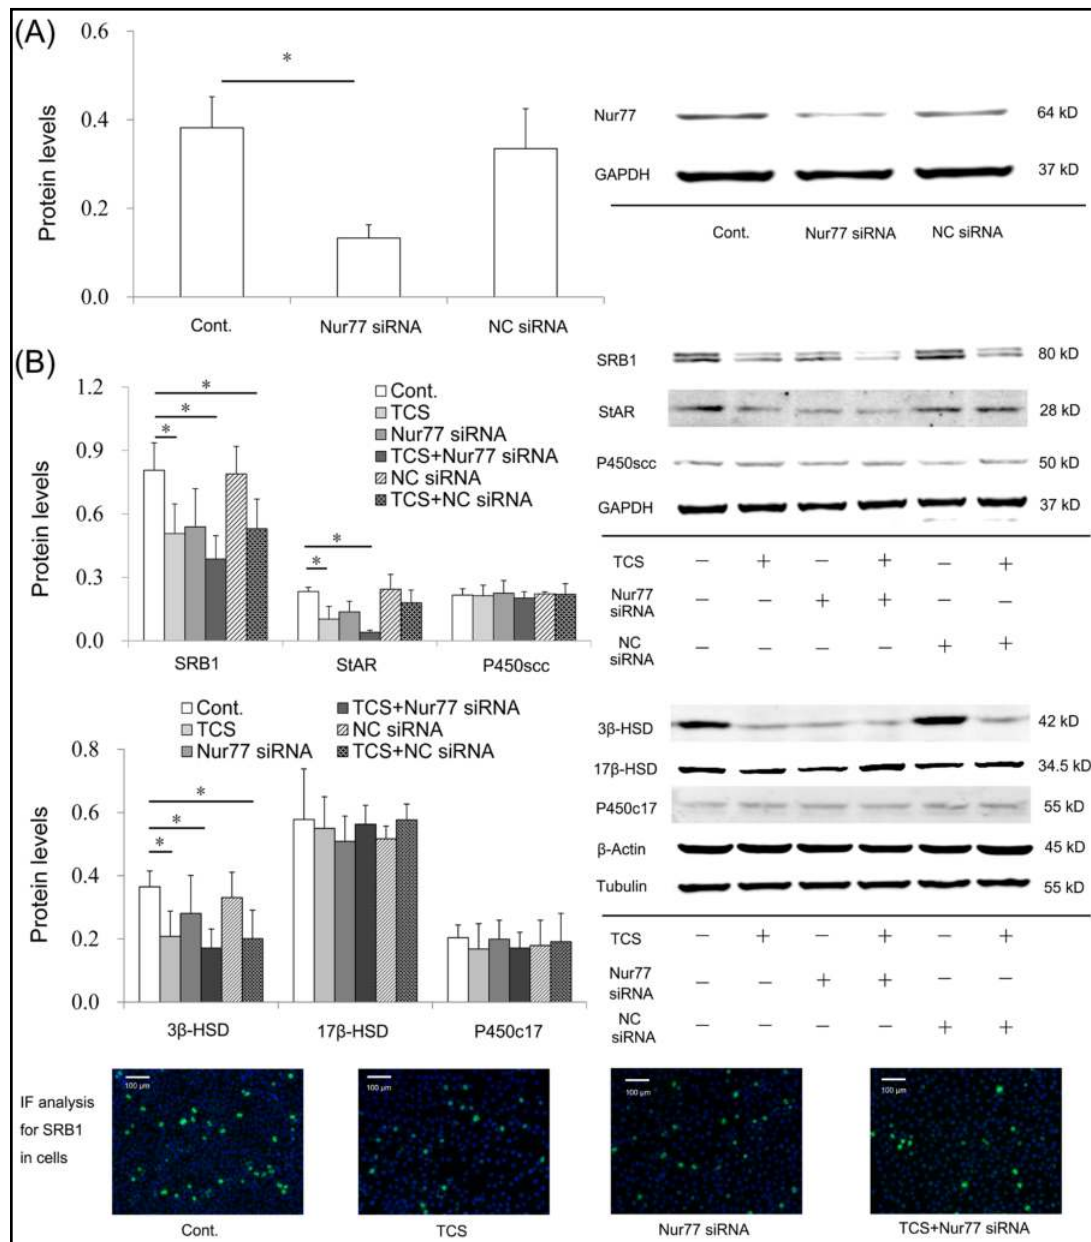 (A)
0.6
0.4
0.2
0.0
Protein levels
*
Cont.
Nur77 siRNA
NC siRNA
Nur77
64 kD
GAPDH
37 kD
Cont.
Nur77 siRNA
NC siRNA
(B)
1.2
0.9
0.6
0.3
0.0
Protein levels
*
*
*
*
*
Cont.
TCS
Nur77 siRNA
TCS+Nur77 siRNA
NC siRNA
TCS+NC siRNA
SRB1
StAR
P450scc
SRB1
80 kD
StAR
28 kD
P450scc
50 kD
GAPDH
37 kD
TCS − + − + − +
Nur77
siRNA − − + + − −
NC
siRNA − − − − + +
Cont.
TCS
Nur77 siRNA
TCS+Nur77 siRNA
NC siRNA
TCS+NC siRNA
0.8
0.6
0.4
0.2
0.0
Protein levels
*
*
*
3β-HSD
17β-HSD
P450c17
3β-HSD
42 kD
17β-HSD
34.5 kD
P450c17
55 kD
β-Actin
45 kD
Tubulin
55 kD
TCS − + − + − +
Nur77
siRNA − − + + − −
NC
siRNA − − − − + +
IF analysis
for SRB1
in cells
100 μm
100 μm
100 μm
100 μm
Cont.
TCS
Nur77 siRNA
TCS+Nur77 siRNA